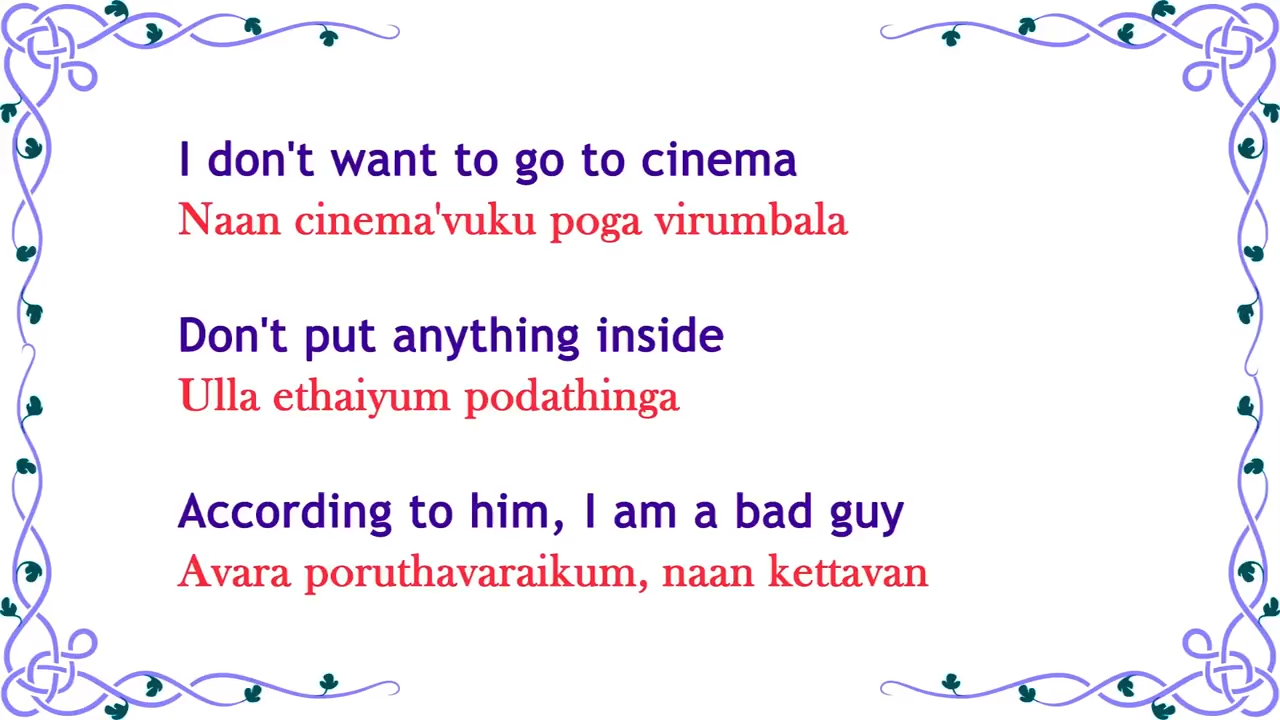 I don't want to go to cinema
Naan cinema'vuku poga virumbala
Don't put anything inside
Ulla ethaiyum podathinga
According to him, I am a bad guy
Avara poruthavaraikum, naan kettavan